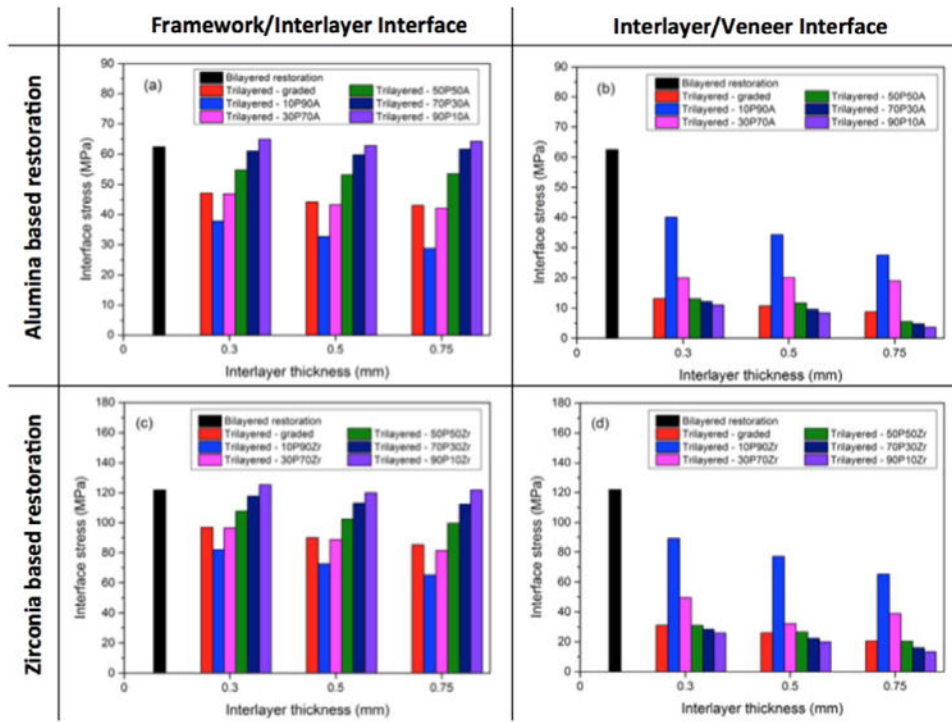 Framework/Interlayer Interface
Interlayer/Veneer Interface
Alumina based restoration
90
80
70
60
50
40
30
20
10
0
Interface stress (MPa)
(a)
Bilayered restoration
Trilayered - graded
Trilayered - 50P50A
Trilayered - 10P90A
Trilayered - 70P30A
Trilayered - 30P70A
Trilayered - 90P10A
0 0.3 0.5 0.75
Interlayer thickness (mm)
90
80
70
60
50
40
30
20
10
0
Interface stress (MPa)
(b)
Bilayered restoration
Trilayered - graded
Trilayered - 50P50A
Trilayered - 10P90A
Trilayered - 70P30A
Trilayered - 30P70A
Trilayered - 90P10A
0 0.3 0.5 0.75
Interlayer thickness (mm)
Zirconia based restoration
180
160
140
120
100
80
60
40
20
0
Interface stress (MPa)
(c)
Bilayered restoration
Trilayered - graded
Trilayered - 50P50Zr
Trilayered - 10P90Zr
Trilayered - 70P30Zr
Trilayered - 30P70Zr
Trilayered - 90P10Zr
0 0.3 0.5 0.75
Interlayer thickness (mm)
180
160
140
120
100
80
60
40
20
0
Interface stress (MPa)
(d)
Bilayered restoration
Trilayered - graded
Trilayered - 50P50Zr
Trilayered - 10P90Zr
Trilayered - 70P30Zr
Trilayered - 30P70Zr
Trilayered - 90P10Zr
0 0.3 0.5 0.75
Interlayer thickness (mm)